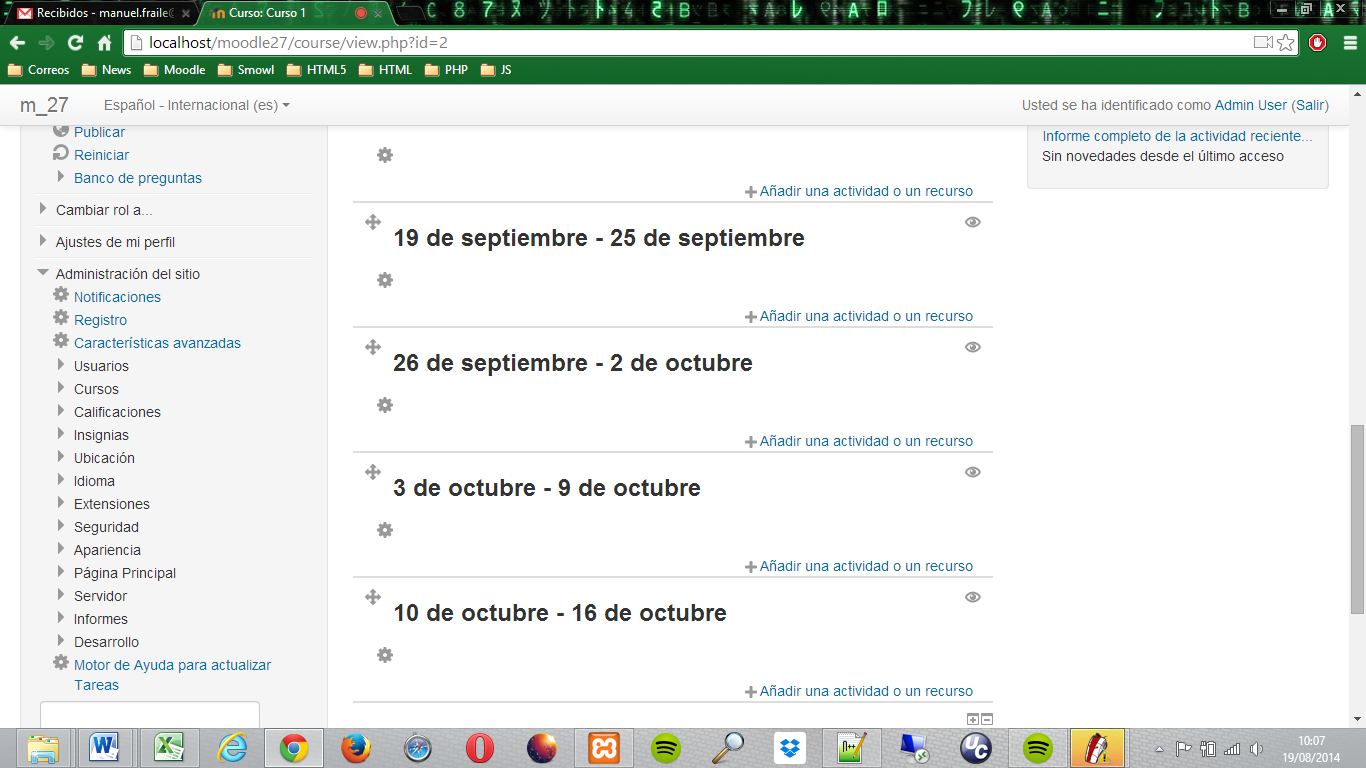 Recibidos - manuel.fraile@
Curso: Curso 1
localhost/moodle27/course/view.php?id=2
Correos
News
Moodle
Smowl
HTML5
HTML
PHP
JS
m_27
Español - Internacional (es)
Usted se ha identificado como Admin User (Salir)
Publicar
Reiniciar
Banco de preguntas
Cambiar rol a...
Ajustes de mi perfil
Administración del sitio
Notificaciones
Registro
Características avanzadas
Usuarios
Cursos
Calificaciones
Insignias
Ubicación
Idioma
Extensiones
Seguridad
Apariencia
Página Principal
Servidor
Informes
Desarrollo
Motor de Ayuda para actualizar
Tareas
Añadir una actividad o un recurso
19 de septiembre - 25 de septiembre
Añadir una actividad o un recurso
26 de septiembre - 2 de octubre
Añadir una actividad o un recurso
3 de octubre - 9 de octubre
Añadir una actividad o un recurso
10 de octubre - 16 de octubre
Añadir una actividad o un recurso
Informe completo de la actividad reciente...
Sin novedades desde el último acceso
10:07
19/08/2014